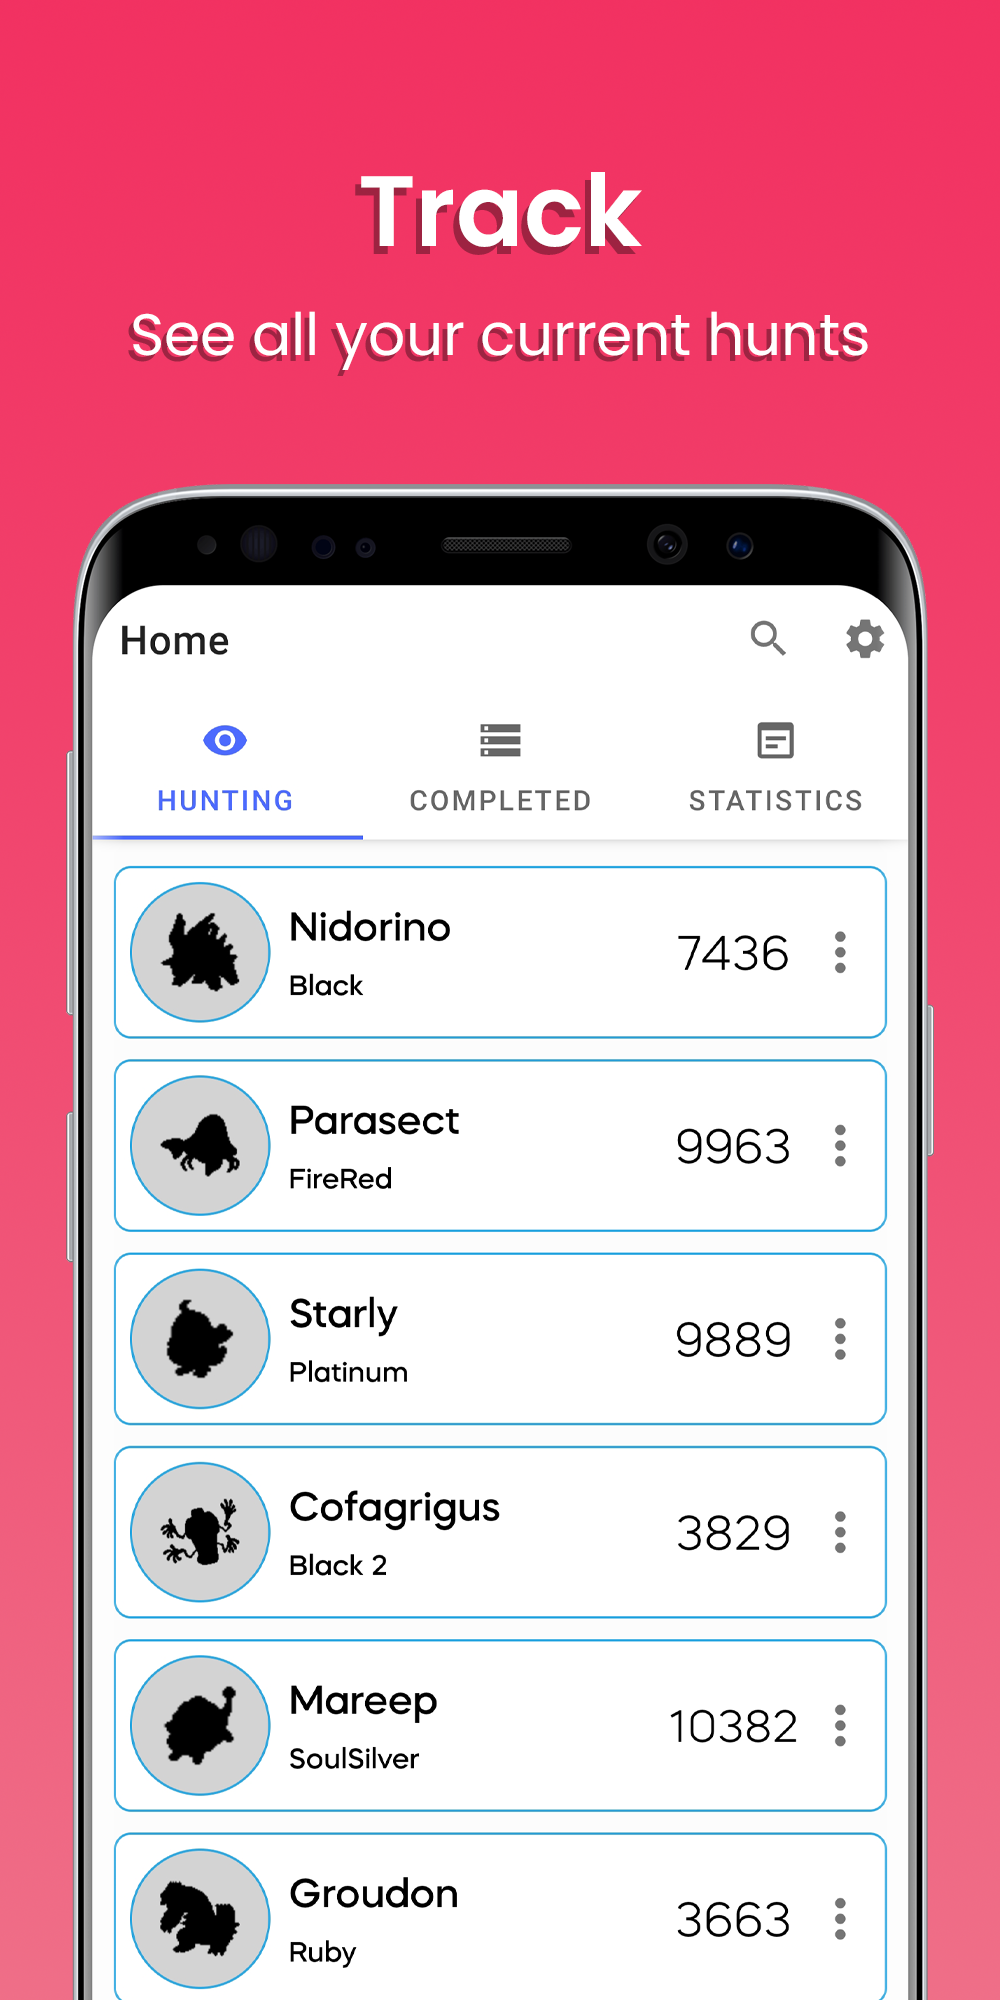 Track
See all your current hunts
Home
HUNTING COMPLETED STATISTICS
Nidorino
7436
Black
Parasect
9963
FireRed
Starly
9889
Platinum
Cofagrigus
3829
Black 2
Mareep
10382
SoulSilver
Groudon
3663
Ruby